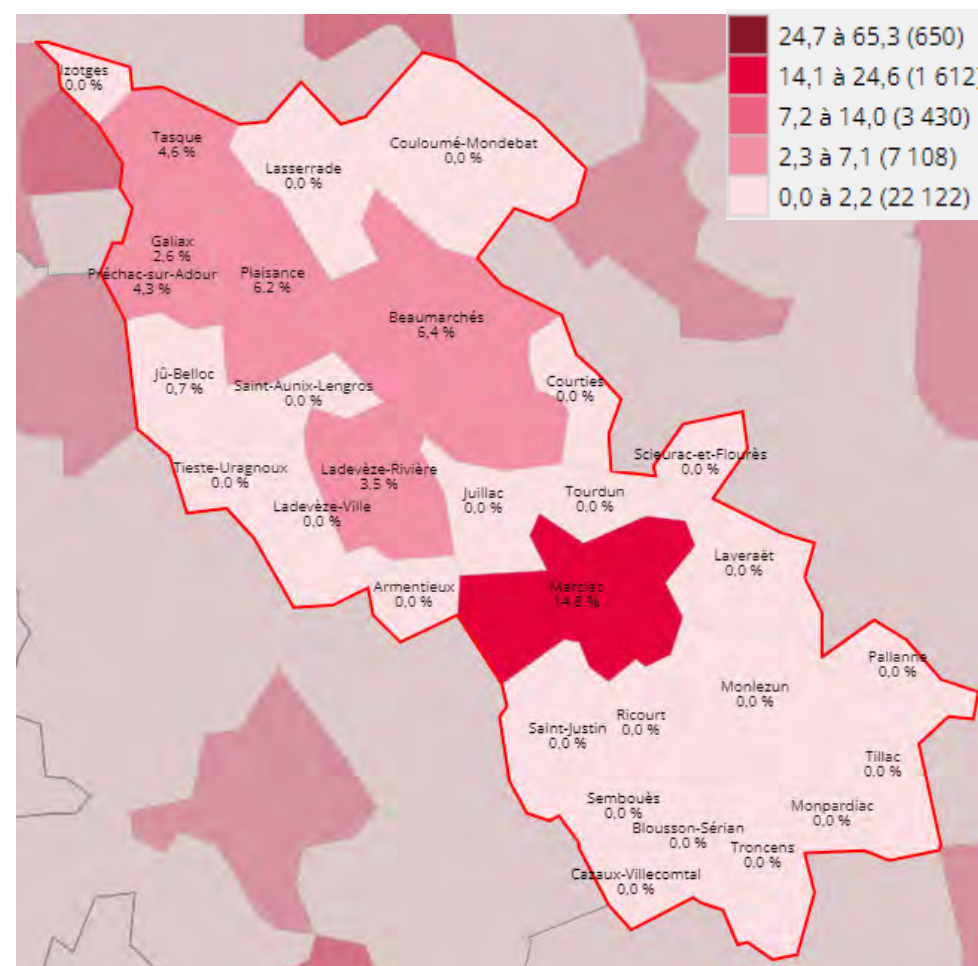 24,7 à 65,3 (650)
14,1 à 24,6 (1 612)
7,2 à 14,0 (3 430)
2,3 à 7,1 (7 108)
0,0 à 2,2 (22 122)
Izotges
0,0 %
Tasque
4,6 %
Couloumé-Mondebat
0,0 %
Lasserrade
0,0 %
Galiax
2,6 %
Préchac-sur-Adour
4,3 %
Plaisance
6,2 %
Beaumarchés
6,4 %
Jû-Belloc
0,7 %
Saint-Aunix-Lengros
0,0 %
Courties
0,0 %
Scieurac-et-Flourès
0,0 %
Tieste-Uragnoux
0,0 %
Ladevèze-Rivière
3,5 %
Juillac
0,0 %
Tourdun
0,0 %
Ladevèze-Ville
0,0 %
Laveraët
0,0 %
Armentieux
0,0 %
Marciac
14,8 %
Pallanne
0,0 %
Monlezun
0,0 %
Saint-Justin
0,0 %
Ricourt
0,0 %
Tillac
0,0 %
Sembouès
0,0 %
Monpardiac
0,0 %
Blousson-Sérian
0,0 %
Troncens
0,0 %
Cazaux-Villecomtal
0,0 %